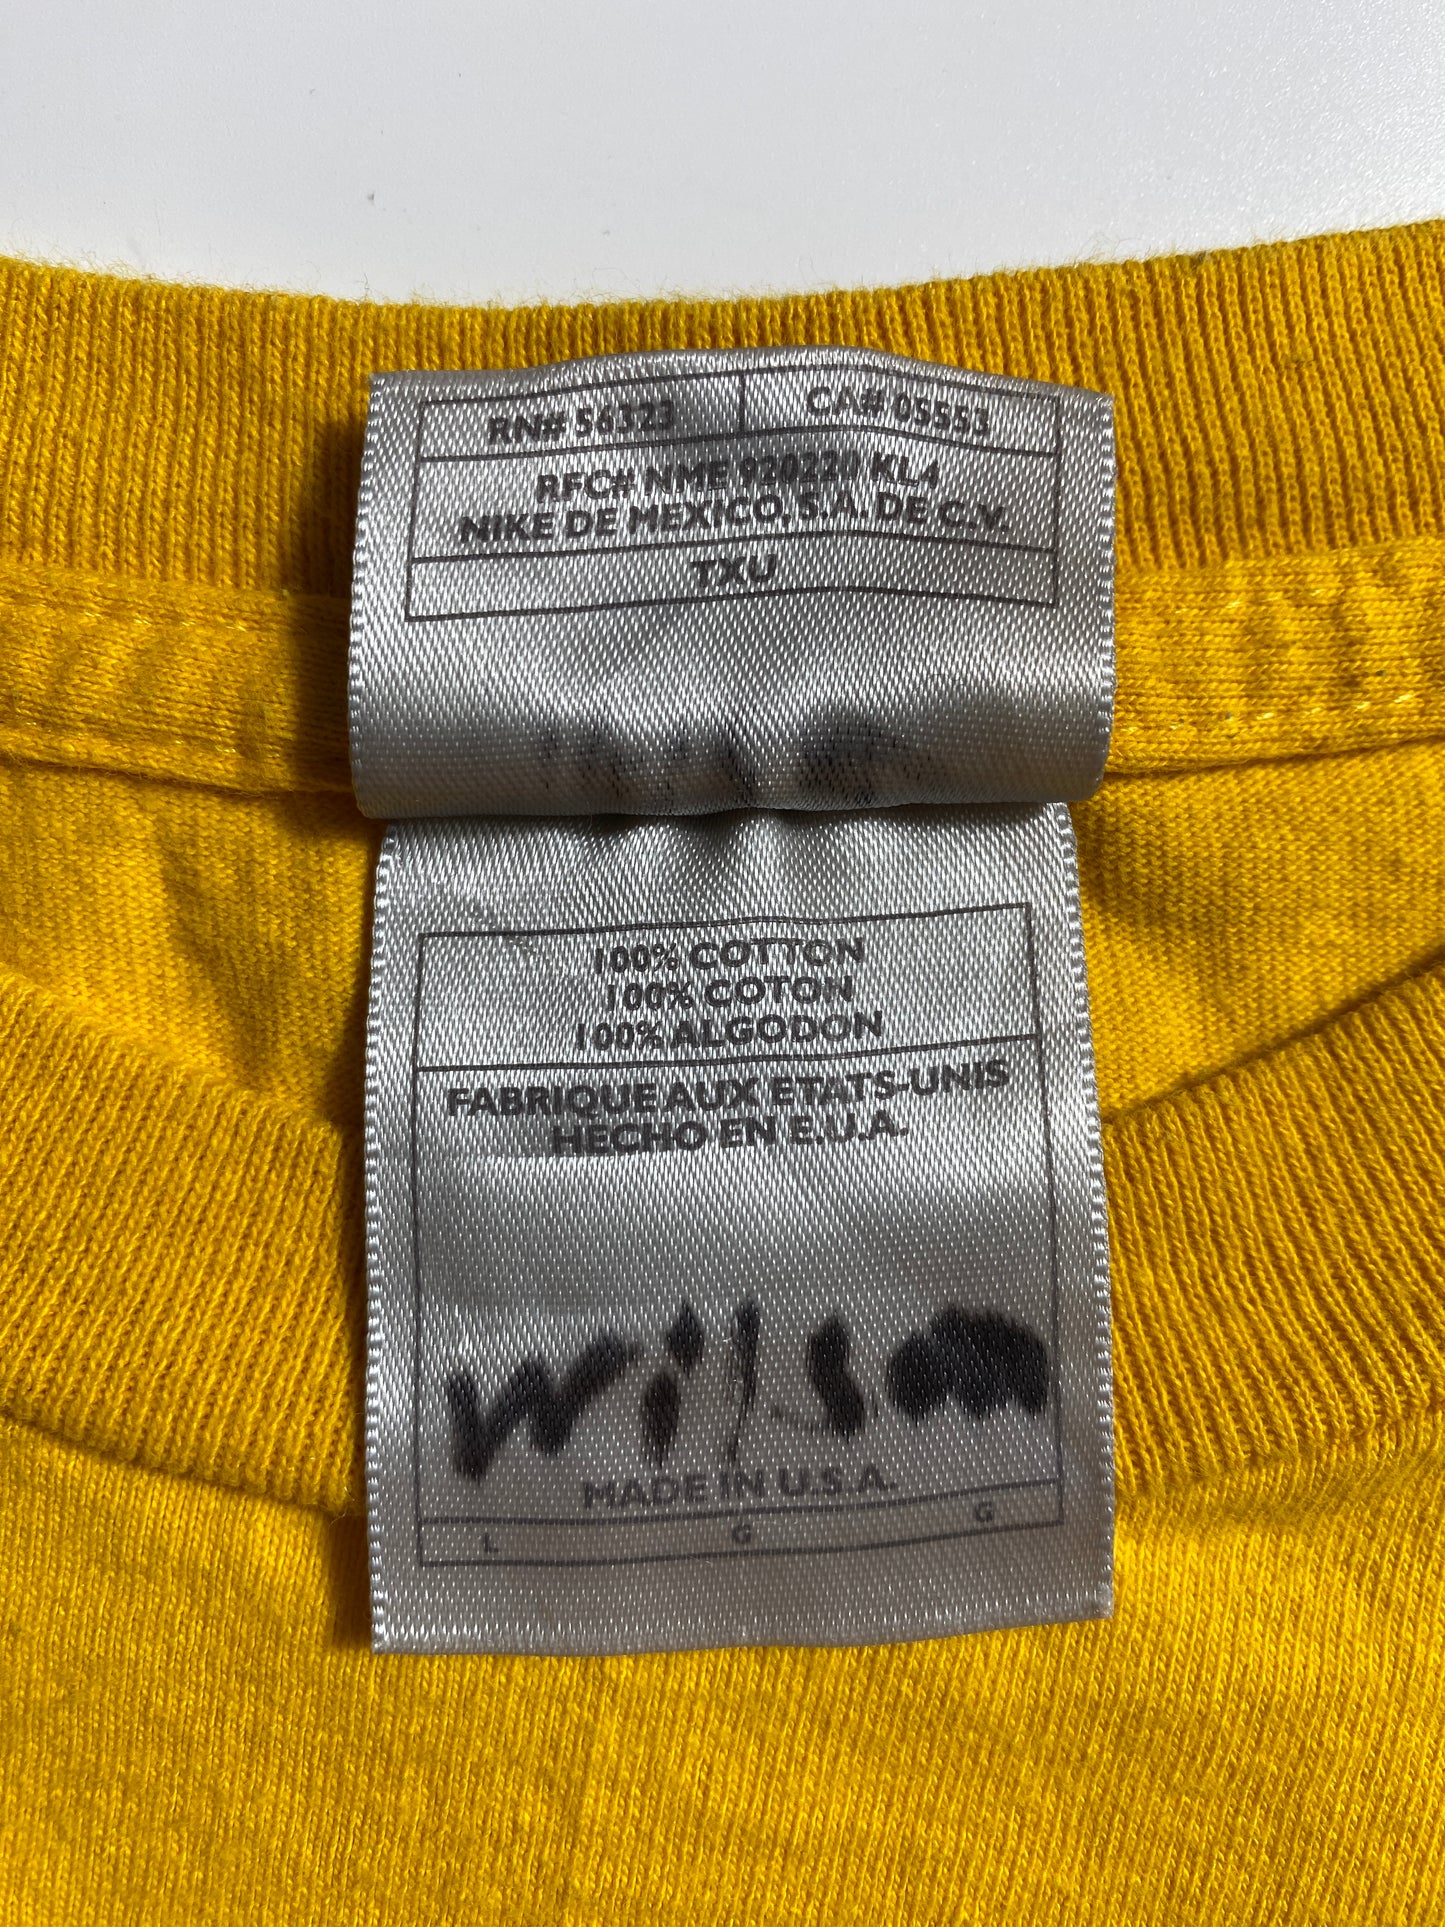 RN# 56323 CA# 05553
RFC# NME 920220 KL4
NIKE DE MEXICO, S.A. DE C.V.
TXU
100% COTTON
100% COTON
100% ALGODON
FABRIQUE AUX ETATS-UNIS
HECHO EN E.U.A.
wilson
MADE IN U.S.A.
L G G